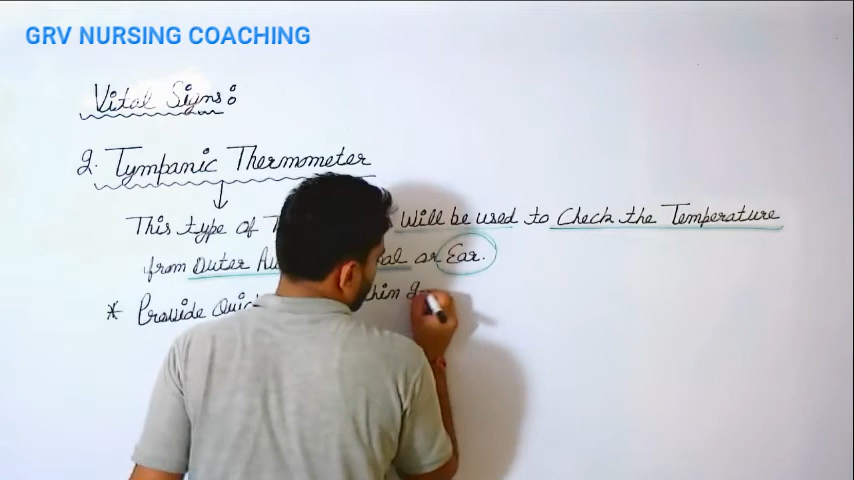 GRV NURSING COACHING
Vital Signs:
2. Tympanic Thermometer
This type of Will be used to Check the Temperature
from Outer or Ear.
* Provide